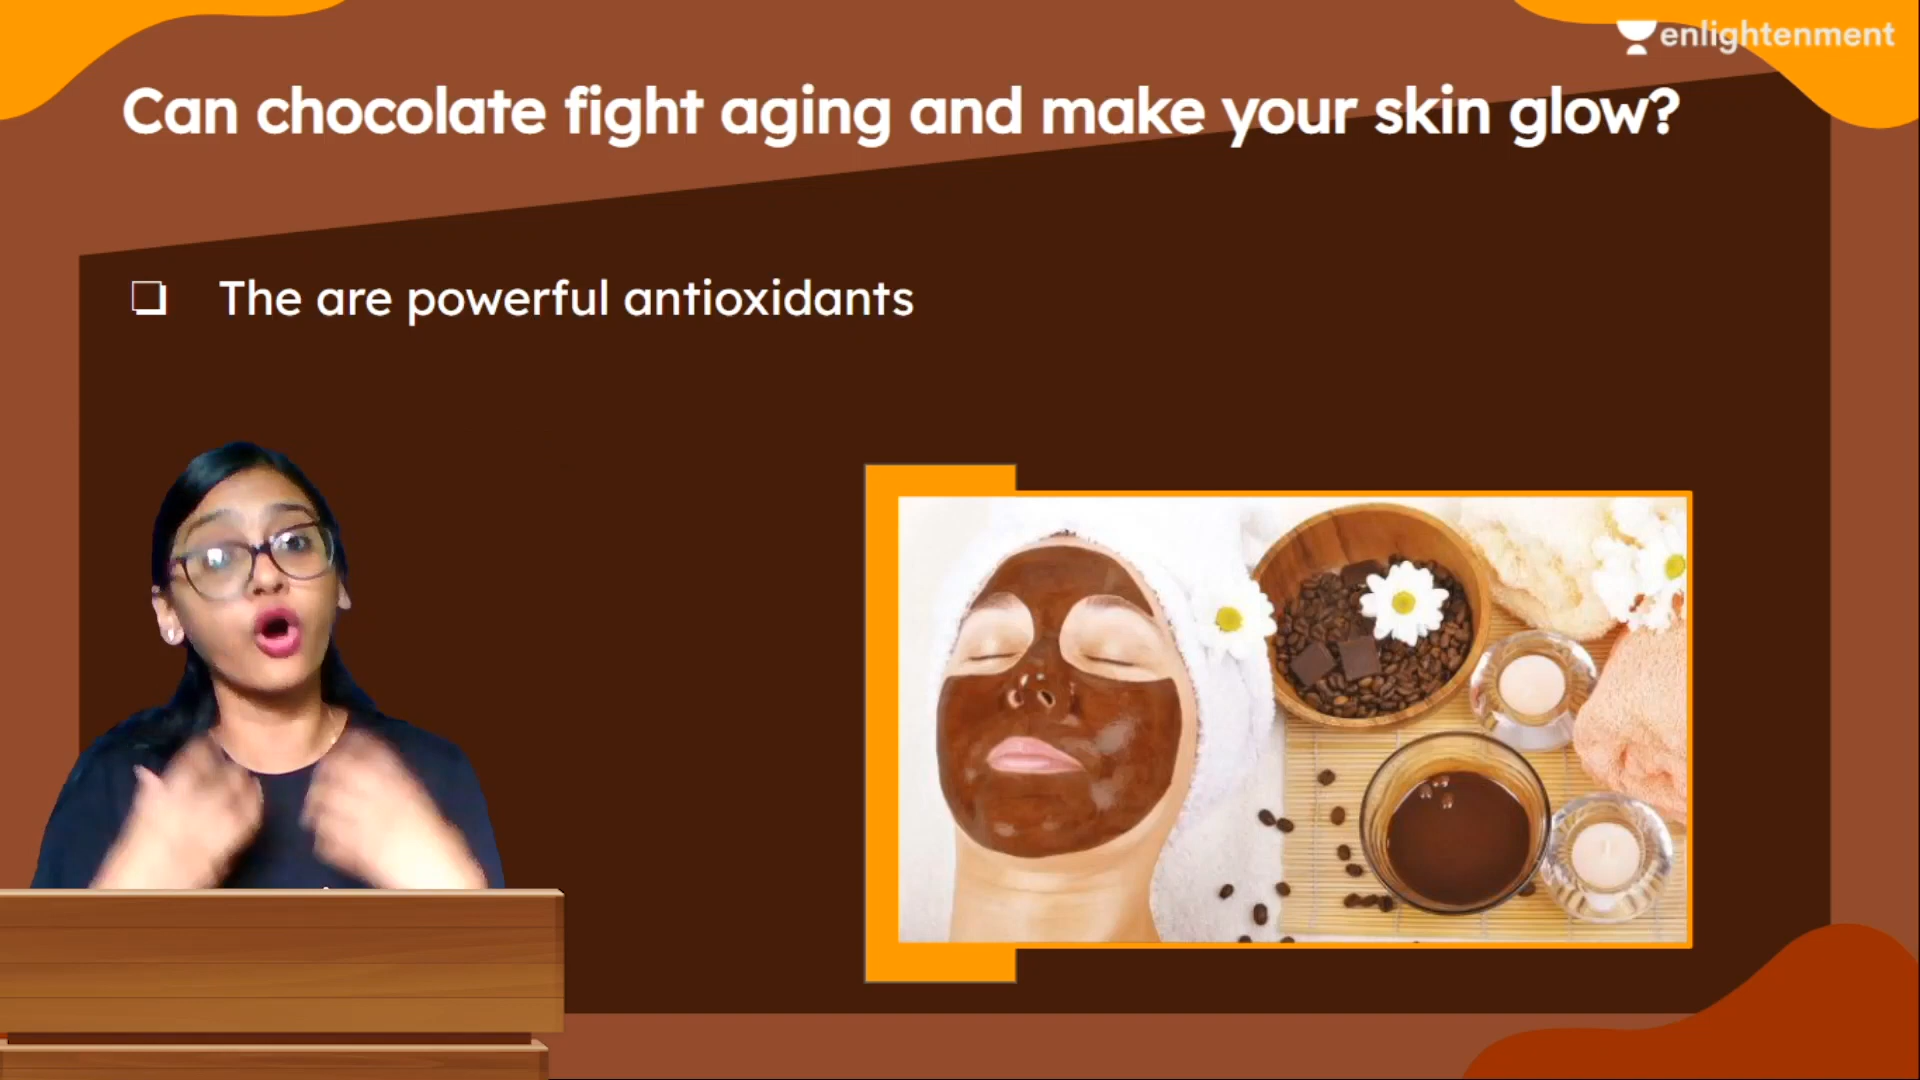 enlightenment
Can chocolate fight aging and make your skin glow?
The are powerful antioxidants